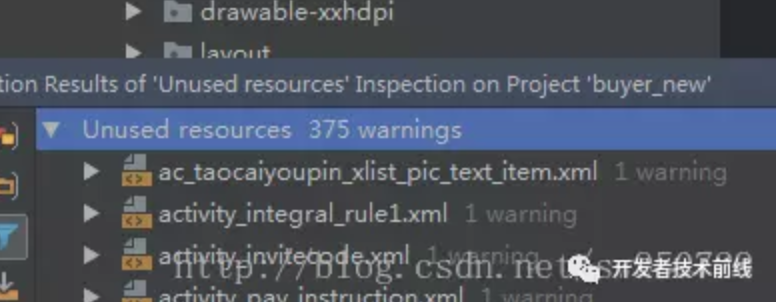 drawable-xxhdpi
layout
tion Results of 'Unused resources' Inspection on Project 'buyer_new'
Unused resources 375 warnings
ac_taocaiyoupin_xlist_pic_text_item.xml 1 warning
activity_integral_rule1.xml 1 warning
activity_invitecode.xml 1 warning
http://blog.csdn.net/
开发者技术前线
activity_pay_instruction.xml 1 warning